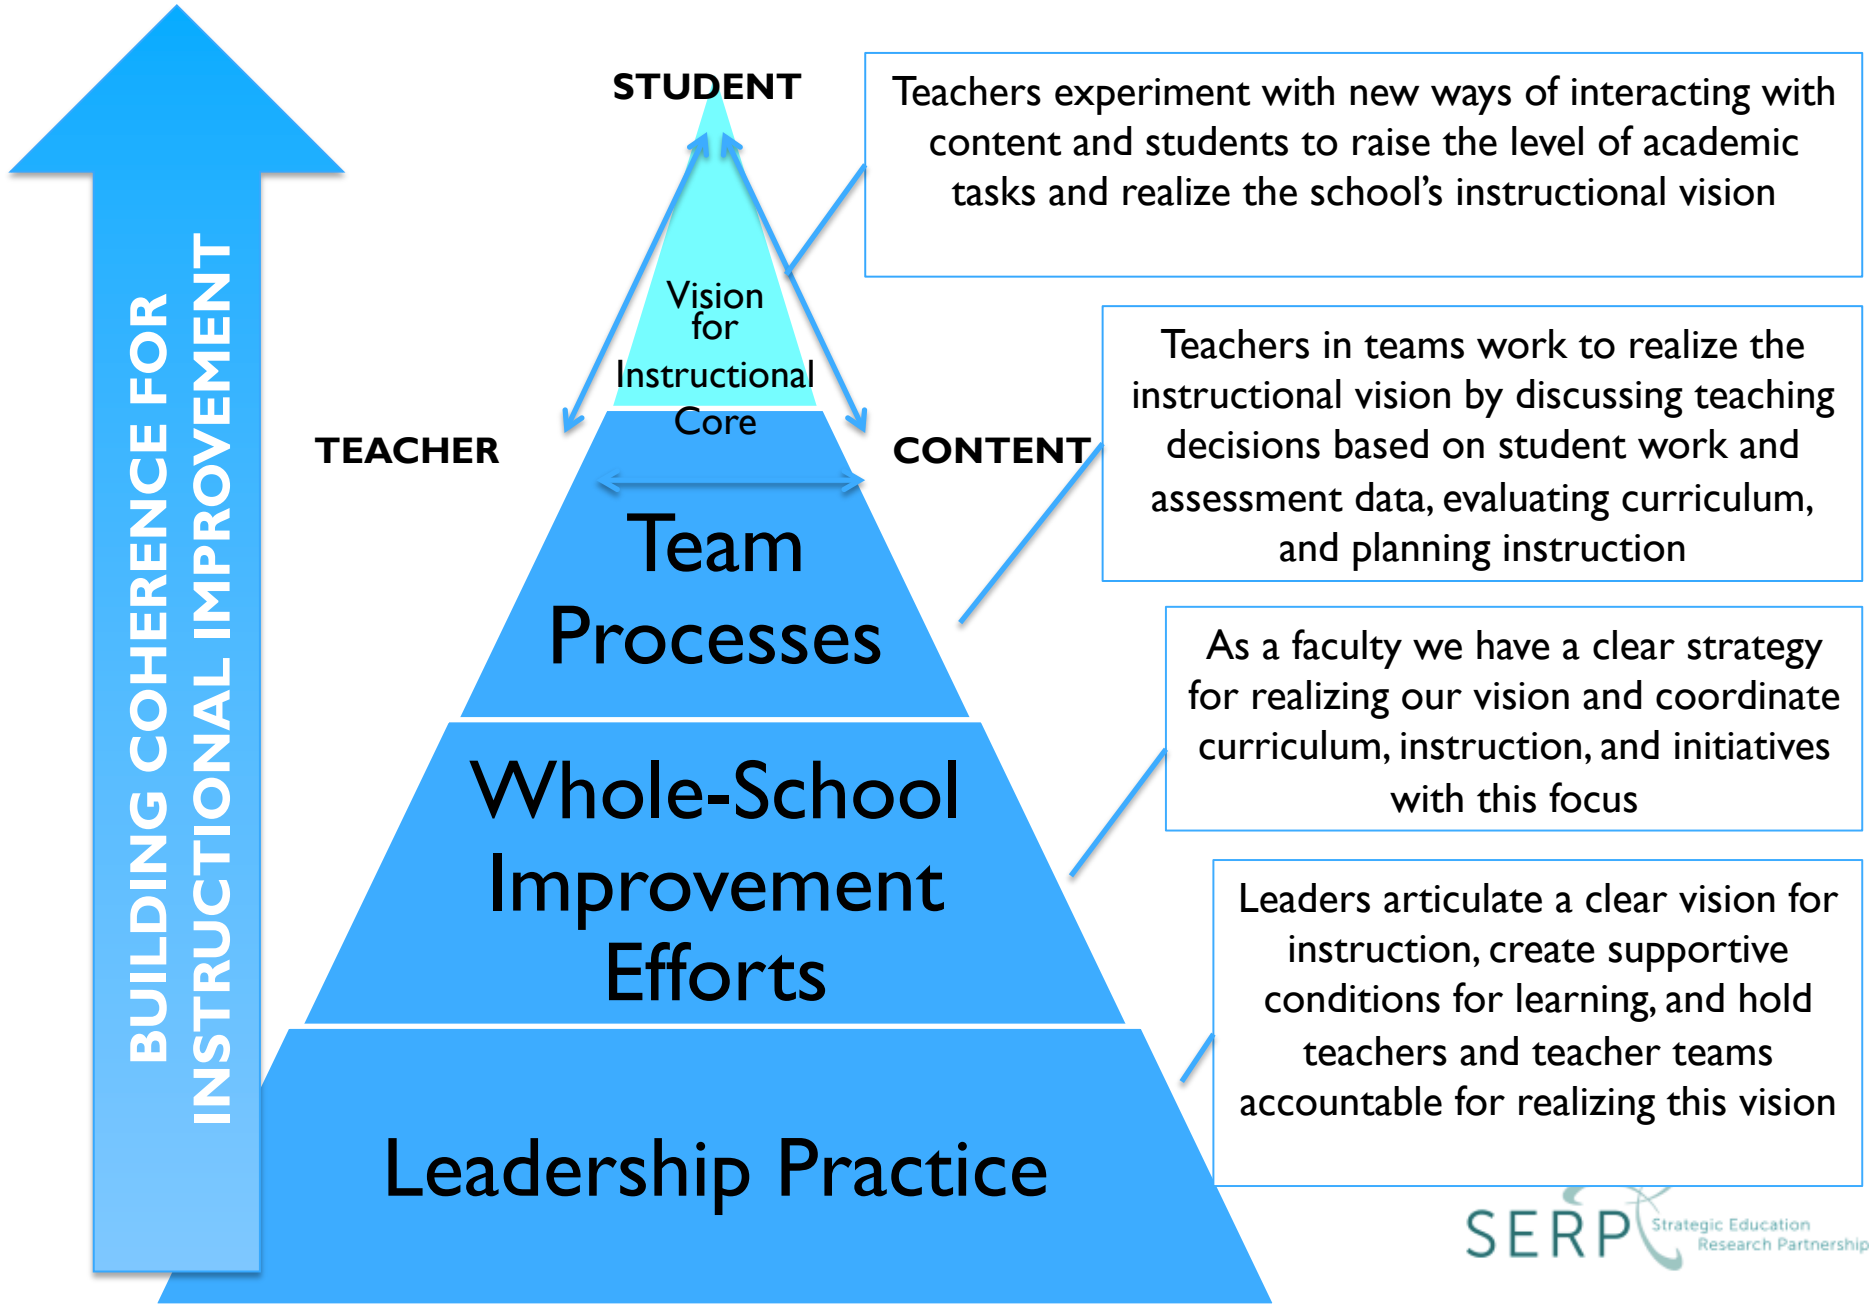 BUILDING COHERENCE FOR
INSTRUCTIONAL IMPROVEMENT
STUDENT
Vision
for
Instructional
Core
TEACHER
CONTENT
Team
Processes
Whole-School
Improvement
Efforts
Leadership Practice
Teachers experiment with new ways of interacting with
content and students to raise the level of academic
tasks and realize the school’s instructional vision
Teachers in teams work to realize the
instructional vision by discussing teaching
decisions based on student work and
assessment data, evaluating curriculum,
and planning instruction
As a faculty we have a clear strategy
for realizing our vision and coordinate
curriculum, instruction, and initiatives
with this focus
Leaders articulate a clear vision for
instruction, create supportive
conditions for learning, and hold
teachers and teacher teams
accountable for realizing this vision
SERP
Strategic Education
Research Partnership